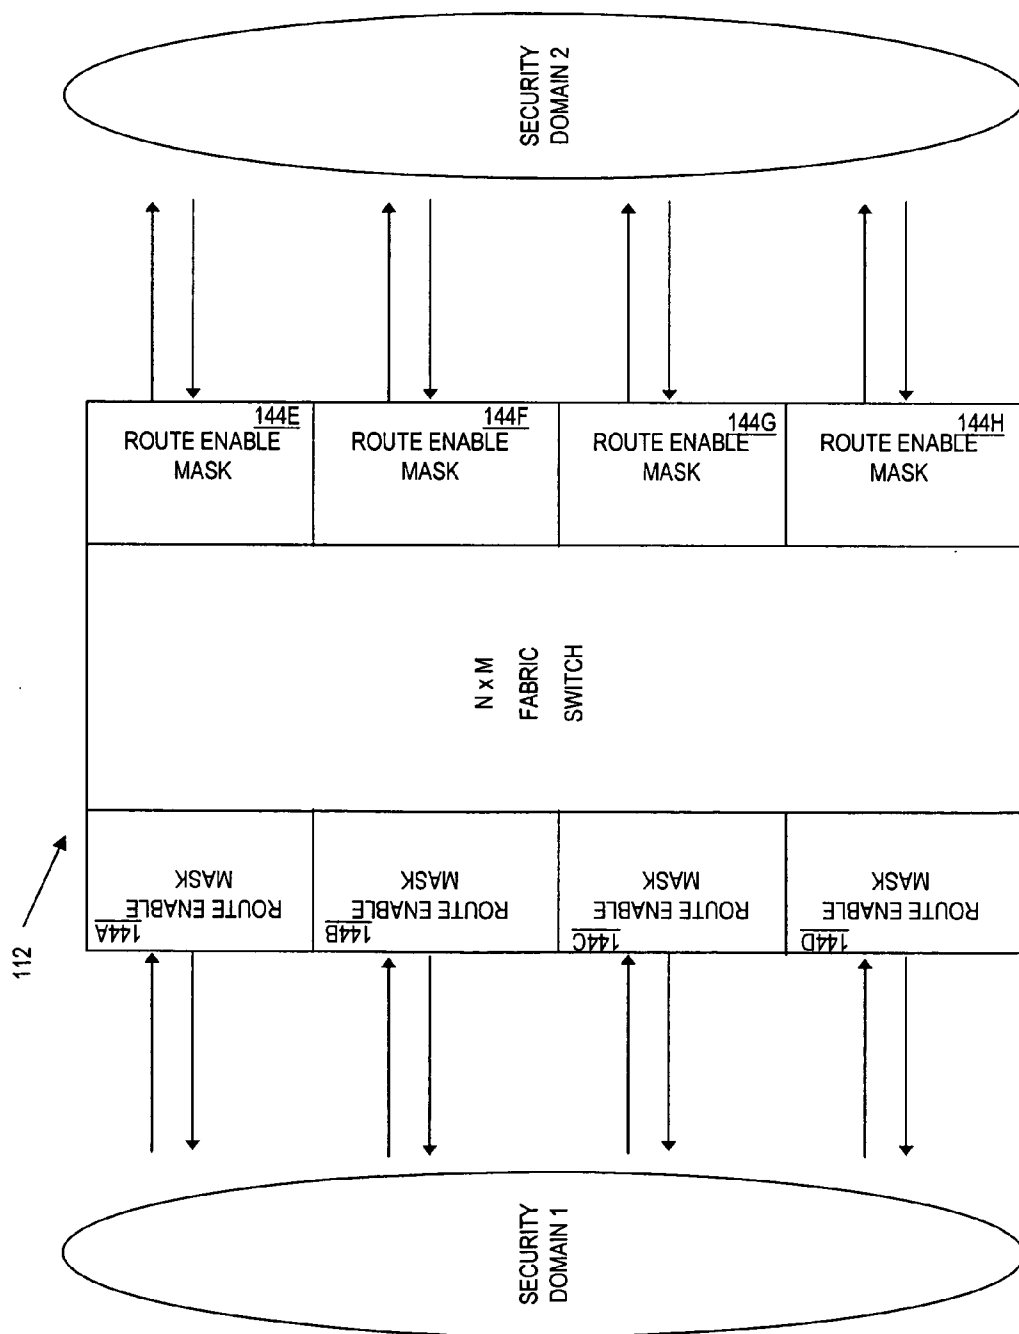 SECURITY
DOMAIN 2
144E
ROUTE ENABLE
MASK
144F
ROUTE ENABLE
MASK
144G
ROUTE ENABLE
MASK
144H
ROUTE ENABLE
MASK
N x M
FABRIC
SWITCH
112
144A
ROUTE ENABLE
MASK
144B
ROUTE ENABLE
MASK
144C
ROUTE ENABLE
MASK
144D
ROUTE ENABLE
MASK
SECURITY
DOMAIN 1